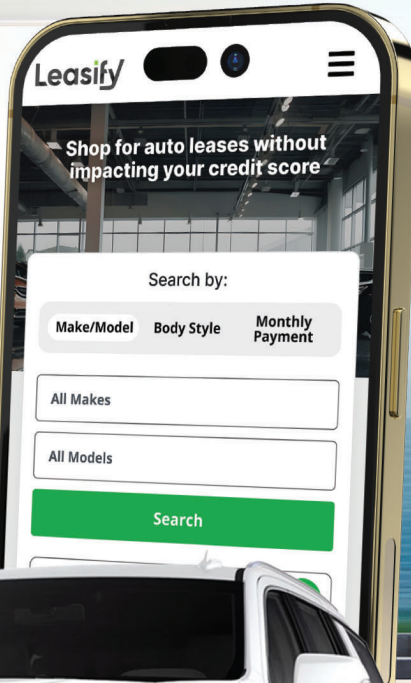 Leasify
Shop for auto leases without
impacting your credit score
Search by:
Make/Model
Body Style
Monthly
Payment
All Makes
All Models
Search